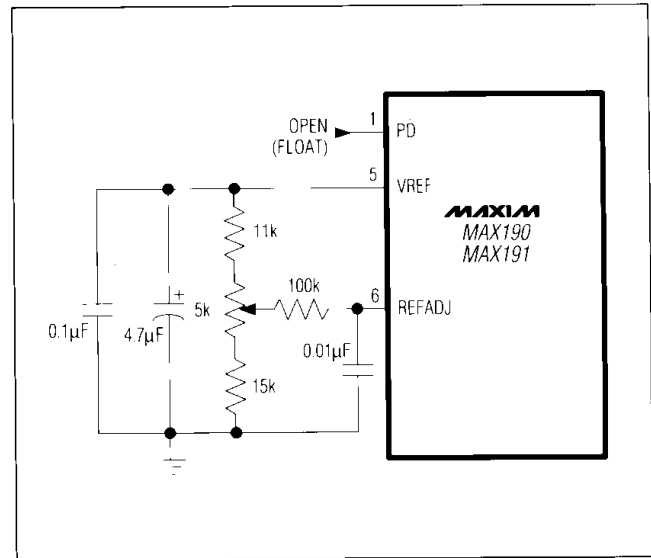 OPEN
(FLOAT)
1
PD
5
VREF
11k
MAXIM
MAX190
MAX191
100k
6
REFADJ
5k
0.1µF
+
4.7µF
0.01µF
15k